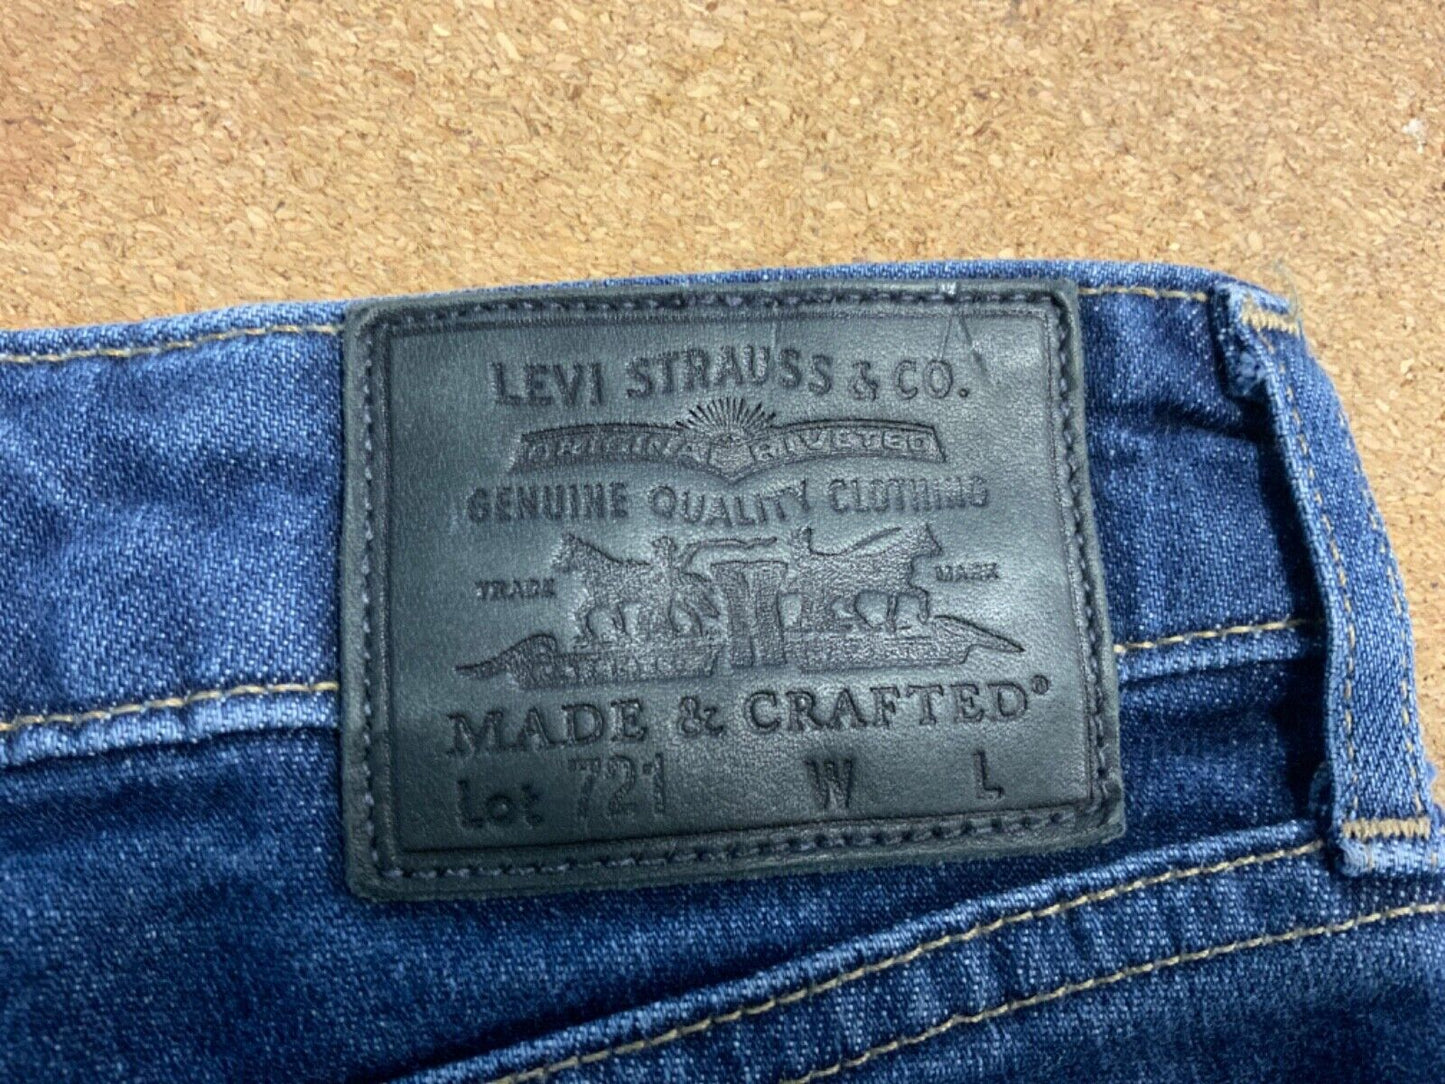 LEVI STRAUSS & CO.
ORIGINAL RIVETED
GENUINE QUALITY CLOTHING
TRADE MARK
MADE & CRAFTED®
Lot 721 W L